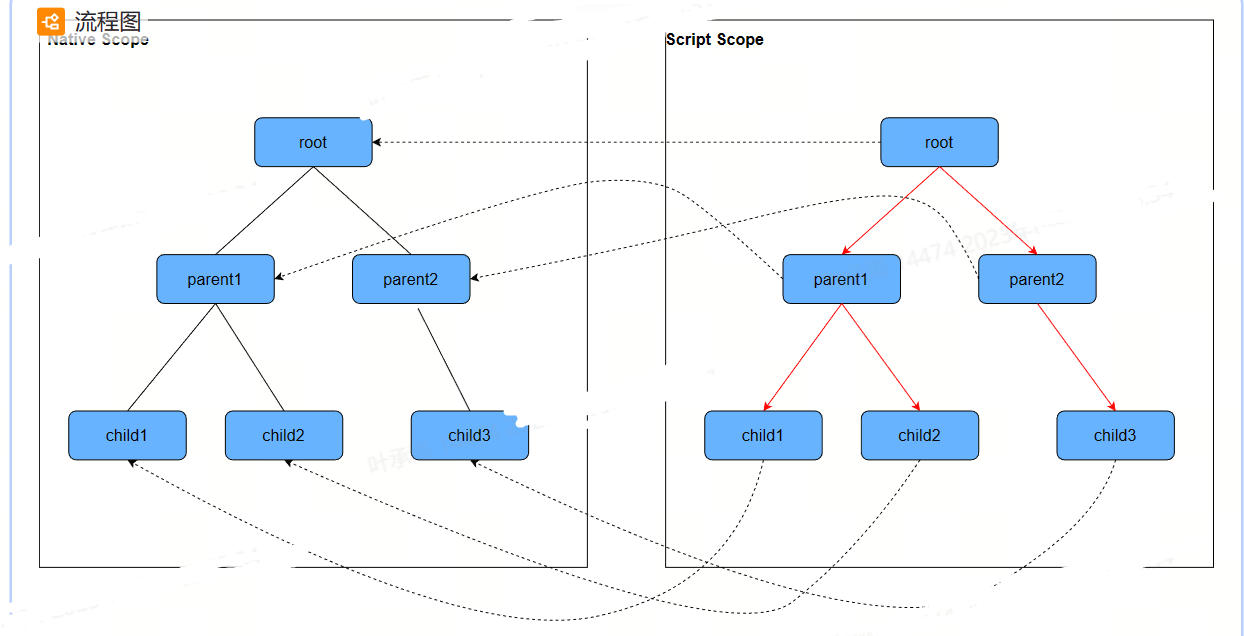 流程图
Native Scope
Script Scope
root
root
parent1
parent2
parent1
parent2
child1
child2
child3
child1
child2
child3